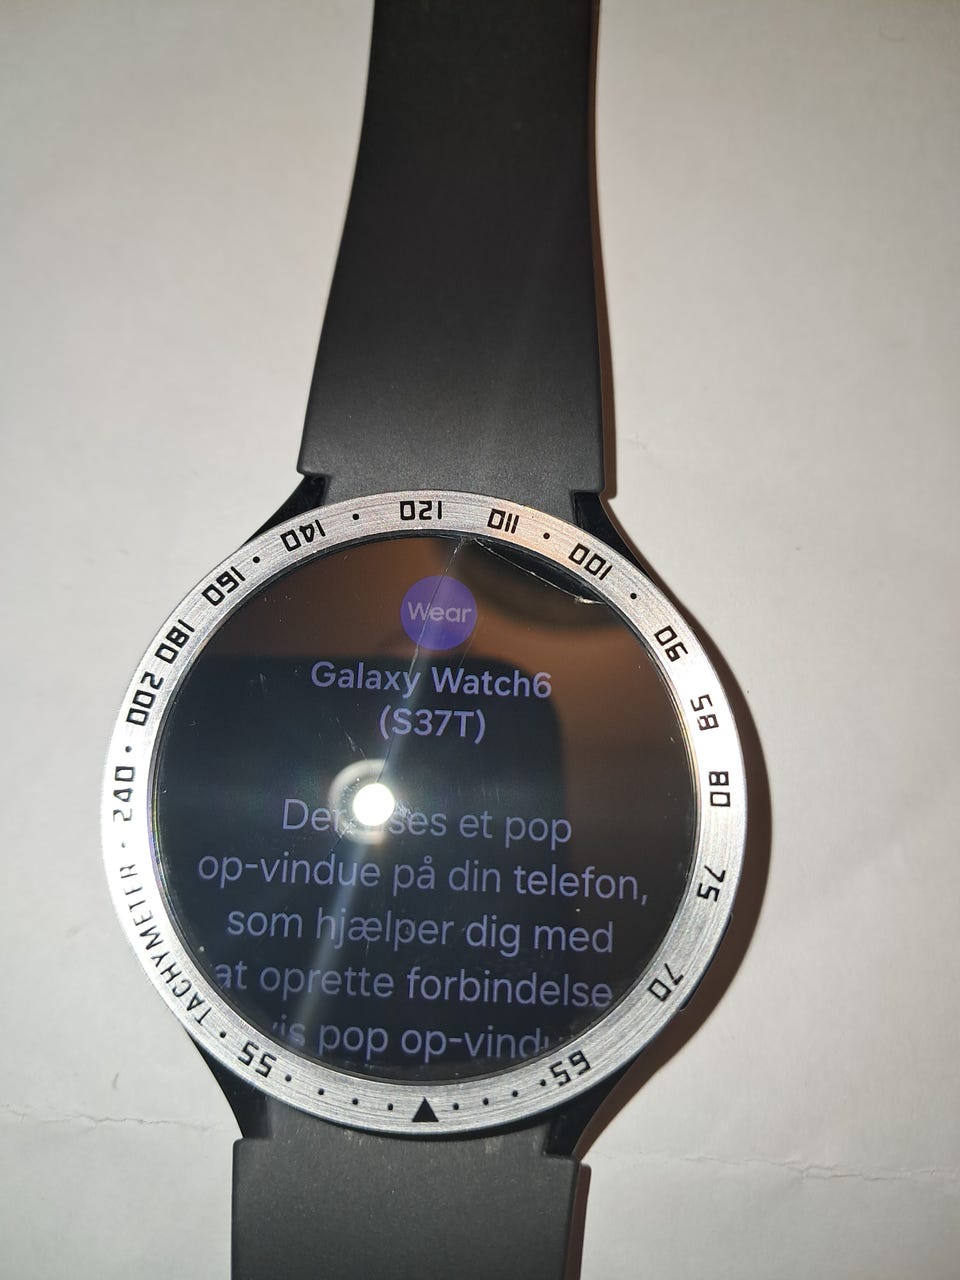 Wear
Galaxy Watch6
(S37T)
et pop
op-vindue på din telefon,
som hjælper dig med
at oprette forbindelse
pop
TACHYMETER
240
200
180
160
140
120
110
100
90
85
80
75
70
65
55